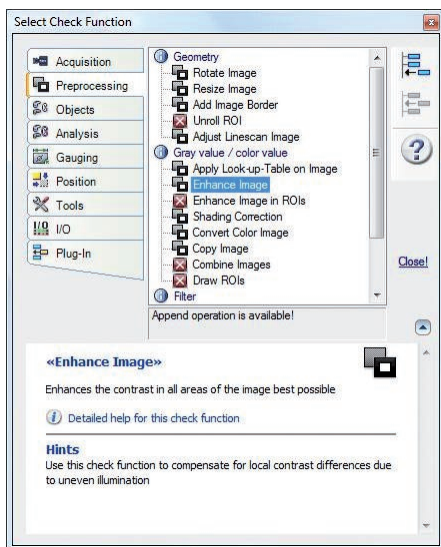 Select Check Function
Acquisition
Preprocessing
Objects
Analysis
Gauging
Position
Tools
I/O
Plug-In
Geometry
Rotate Image
Resize Image
Add Image Border
Unroll ROI
Adjust Linescan Image
Gray value / color value
Apply Look-up-Table on Image
Enhance Image
Enhance Image in ROIs
Shading Correction
Convert Color Image
Copy Image
Combine Images
Draw ROIs
Filter
Append operation is available!
Close!
«Enhance Image»
Enhances the contrast in all areas of the image best possible
Detailed help for this check function
Hints
Use this check function to compensate for local contrast differences due
to uneven illumination